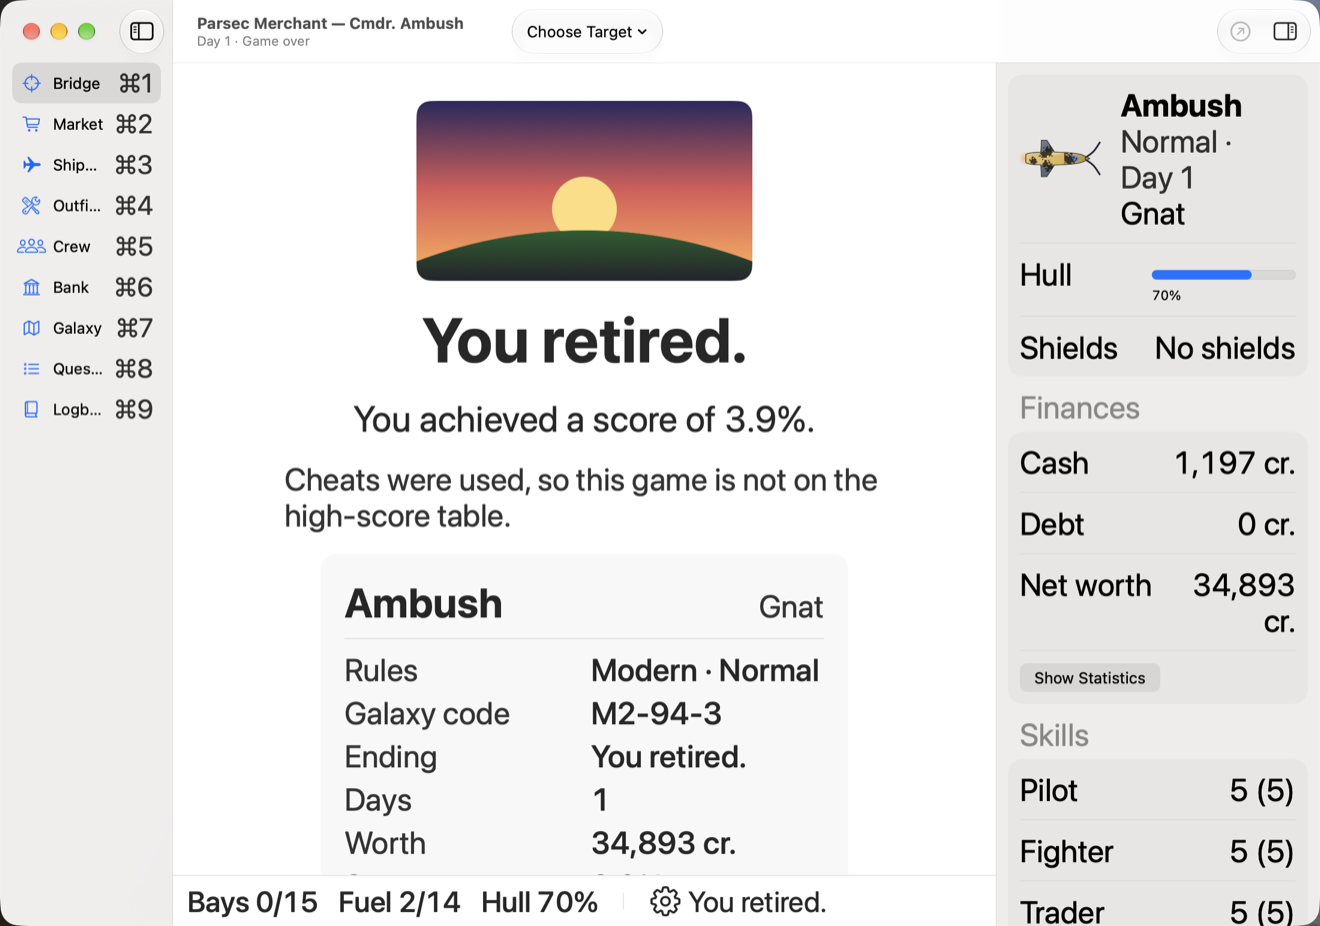 Parsec Merchant — Cmdr. Ambush
Day 1 · Game over
Choose Target
Bridge ⌘1
Market ⌘2
Ship... ⌘3
Outfi... ⌘4
Crew ⌘5
Bank ⌘6
Galaxy ⌘7
Ques... ⌘8
Logb... ⌘9
You retired.
You achieved a score of 3.9%.
Cheats were used, so this game is not on the
high-score table.
Ambush Gnat
Rules Modern · Normal
Galaxy code M2-94-3
Ending You retired.
Days 1
Worth 34,893 cr.
Bays 0/15 Fuel 2/14 Hull 70% You retired.
Ambush
Normal ·
Day 1
Gnat
Hull
70%
Shields No shields
Finances
Cash 1,197 cr.
Debt 0 cr.
Net worth 34,893
cr.
Show Statistics
Skills
Pilot 5 (5)
Fighter 5 (5)
Trader 5 (5)